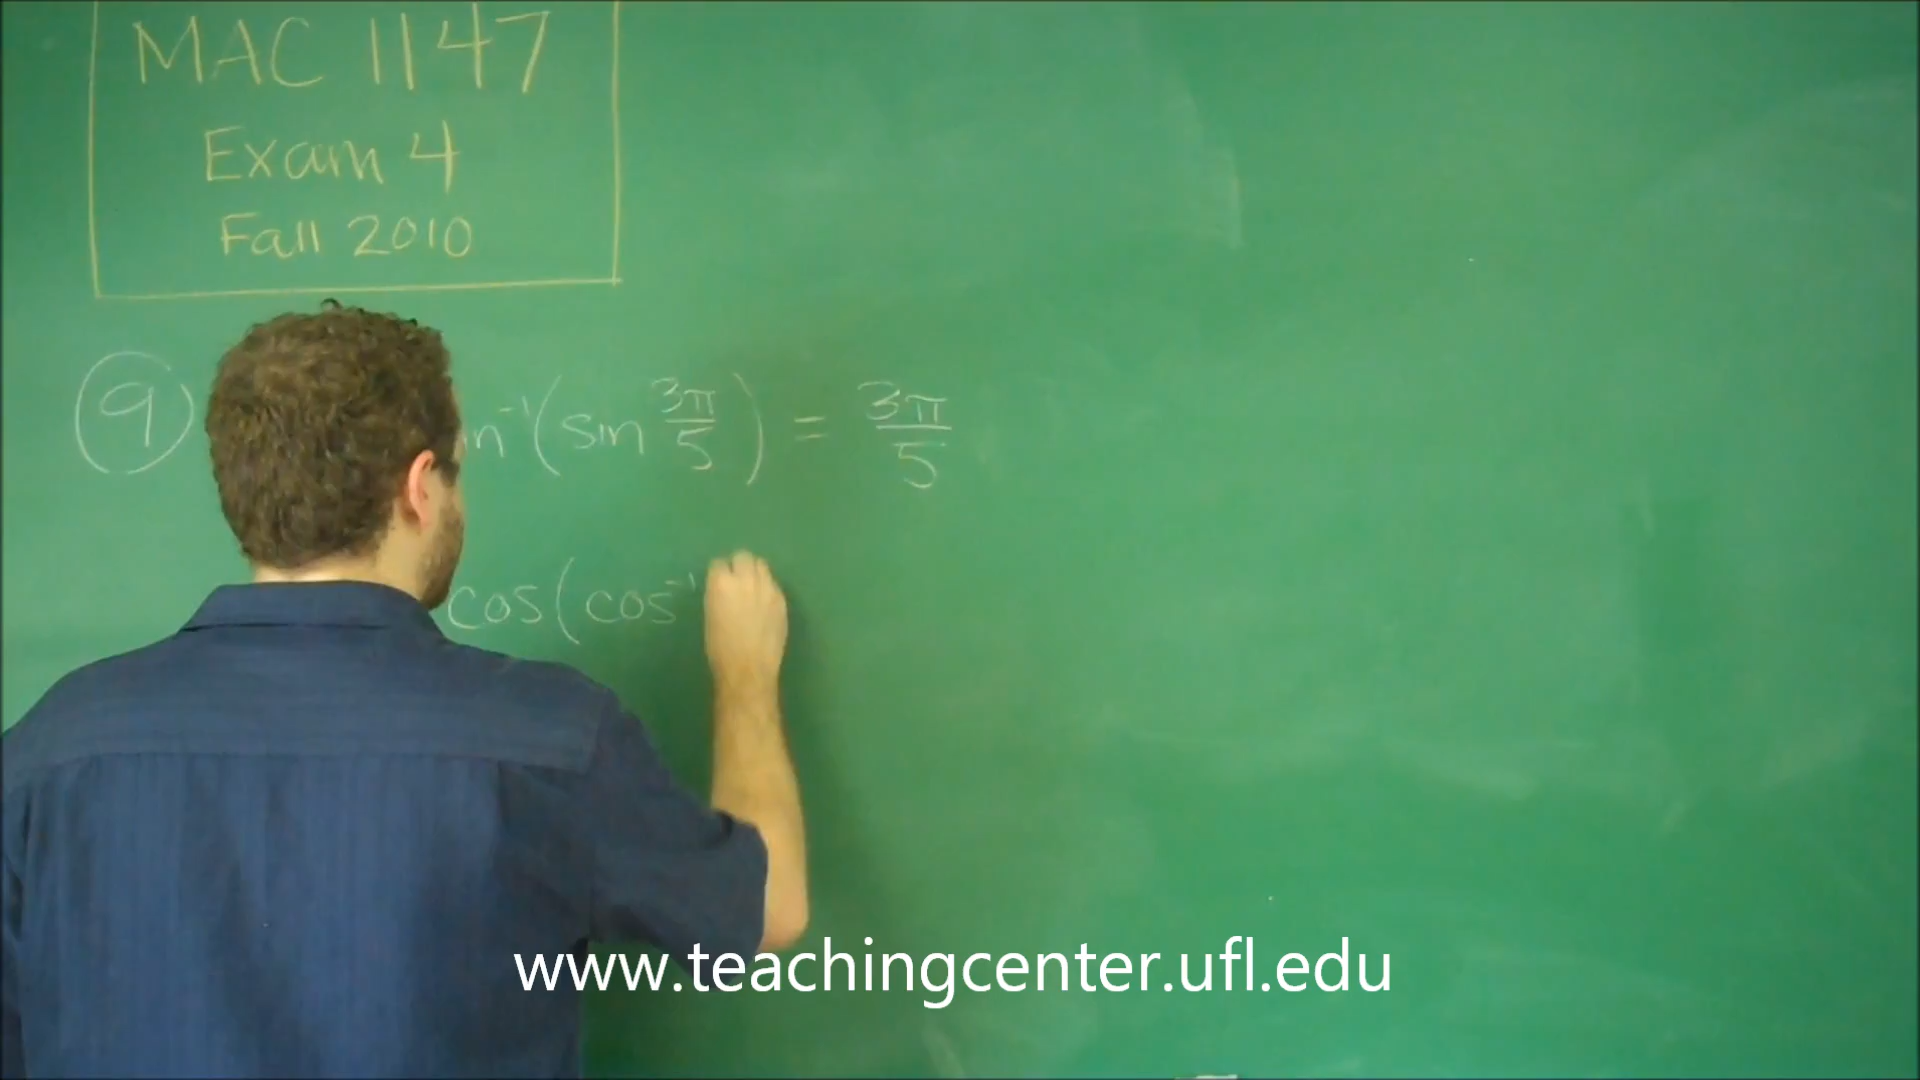 MAC 1147
Exam 4
Fall 2010
9 in⁻¹(sin 3π/5) = 3π/5
cos(cos⁻¹
www.teachingcenter.ufl.edu